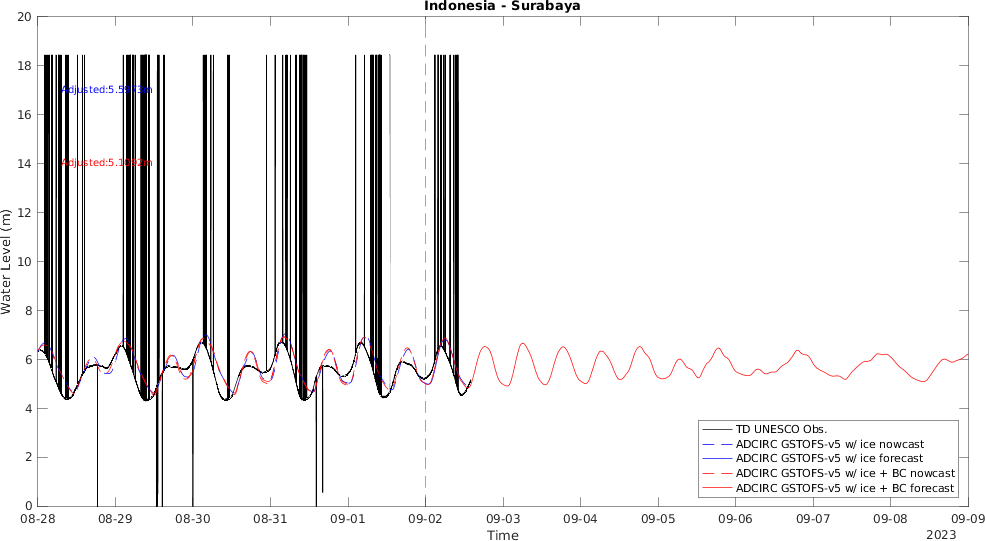 Indonesia - Surabaya
20
18
16
14
12
10
8
6
4
2
0
Water Level (m)
Adjusted:
Adjusted:
TD UNESCO Obs.
ADCIRC GSTOFS-v5 w/ ice nowcast
ADCIRC GSTOFS-v5 w/ ice forecast
ADCIRC GSTOFS-v5 w/ ice + BC nowcast
ADCIRC GSTOFS-v5 w/ ice + BC forecast
08-28 08-29 08-30 08-31 09-01 09-02 09-03 09-04 09-05 09-06 09-07 09-08 09-09
Time
2023